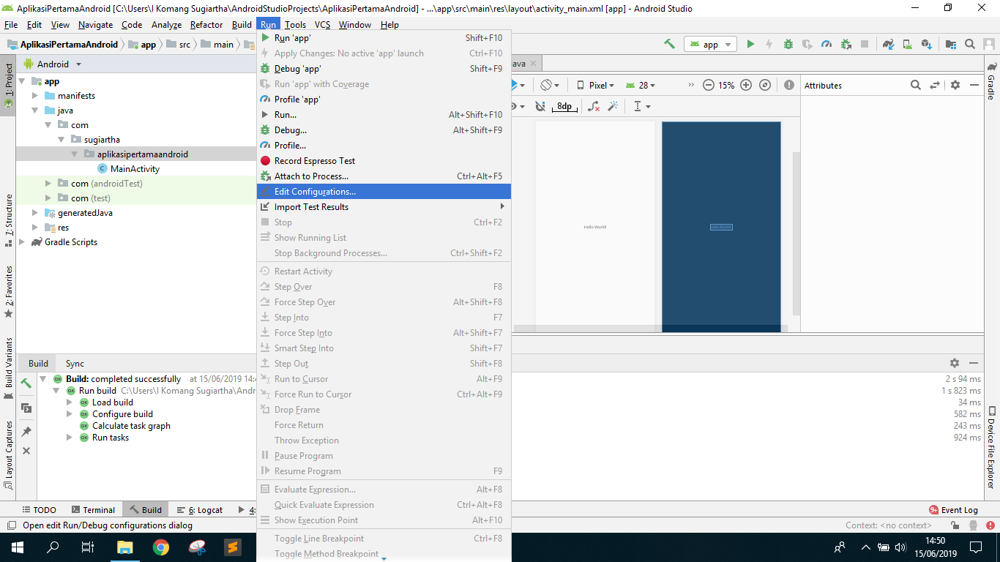 AplikasiPertamaAndroid [C:\Users\I Komang Sugiartha\AndroidStudioProjects\AplikasiPertamaAndroid] - ...\app\src\main\res\layout\activity_main.xml [app] - Android Studio
File Edit View Navigate Code Analyze Refactor Build Run Tools VCS Window Help
AplikasiPertamaAndroid app src main
app
Android
ava
1: Project
7: Structure
2: Favorites
Build Variants
Layout Captures
app
manifests
java
com
sugiartha
aplikasipertamaandroid
MainActivity
com (androidTest)
com (test)
generatedJava
res
Gradle Scripts
Run 'app' Shift+F10
Apply Changes: No active 'app' launch Ctrl+F10
Debug 'app' Shift+F9
Run 'app' with Coverage
Profile 'app'
Run... Alt+Shift+F10
Debug... Alt+Shift+F9
Profile...
Record Espresso Test
Attach to Process... Ctrl+Alt+F5
Edit Configurations...
Import Test Results
Stop Ctrl+F2
Show Running List
Stop Background Processes... Ctrl+Shift+F2
Restart Activity
Step Over F8
Force Step Over Alt+Shift+F8
Step Into F7
Force Step Into Alt+Shift+F7
Smart Step Into Shift+F7
Step Out Shift+F8
Run to Cursor Alt+F9
Force Run to Cursor Ctrl+Alt+F9
Drop Frame
Force Return
Throw Exception
Pause Program
Resume Program F9
Evaluate Expression... Alt+F8
Quick Evaluate Expression Ctrl+Alt+F8
Show Execution Point Alt+F10
Toggle Line Breakpoint Ctrl+F8
Toggle Method Breakpoint
Pixel 28 » 15%
8dp
Attributes
Hello World!
Hello World!
Gradle
Device File Explorer
Build Sync
Build: completed successfully at 15/06/2019 14:4
Run build C:\Users\I Komang Sugiartha\Andr
Load build
Configure build
Calculate task graph
Run tasks
2 s 94 ms
1 s 823 ms
34 ms
582 ms
243 ms
924 ms
TODO Terminal Build 6: Logcat 4:
9+ Event Log
Open edit Run/Debug configurations dialog
Context: <no context>
14:50
15/06/2019